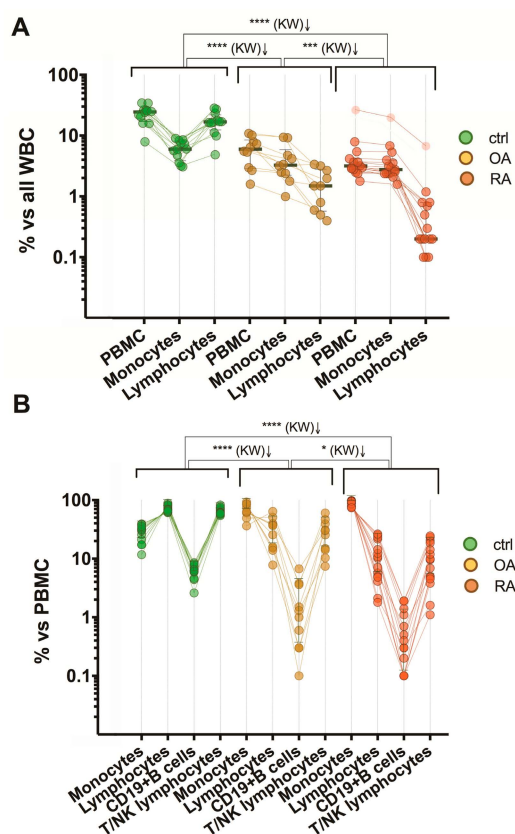 A
**** (KW)↓
**** (KW)↓ *** (KW)↓
100
10
1
0.1
% vs all WBC
ctrl
OA
RA
PBMC
Monocytes
Lymphocytes
PBMC
Monocytes
Lymphocytes
PBMC
Monocytes
Lymphocytes
B
**** (KW)↓
**** (KW)↓ * (KW)↓
100
10
1
0.1
% vs PBMC
ctrl
OA
RA
Monocytes
Lymphocytes
CD19+B cells
T/NK lymphocytes
Monocytes
Lymphocytes
CD19+B cells
T/NK lymphocytes
Monocytes
Lymphocytes
CD19+B cells
T/NK lymphocytes